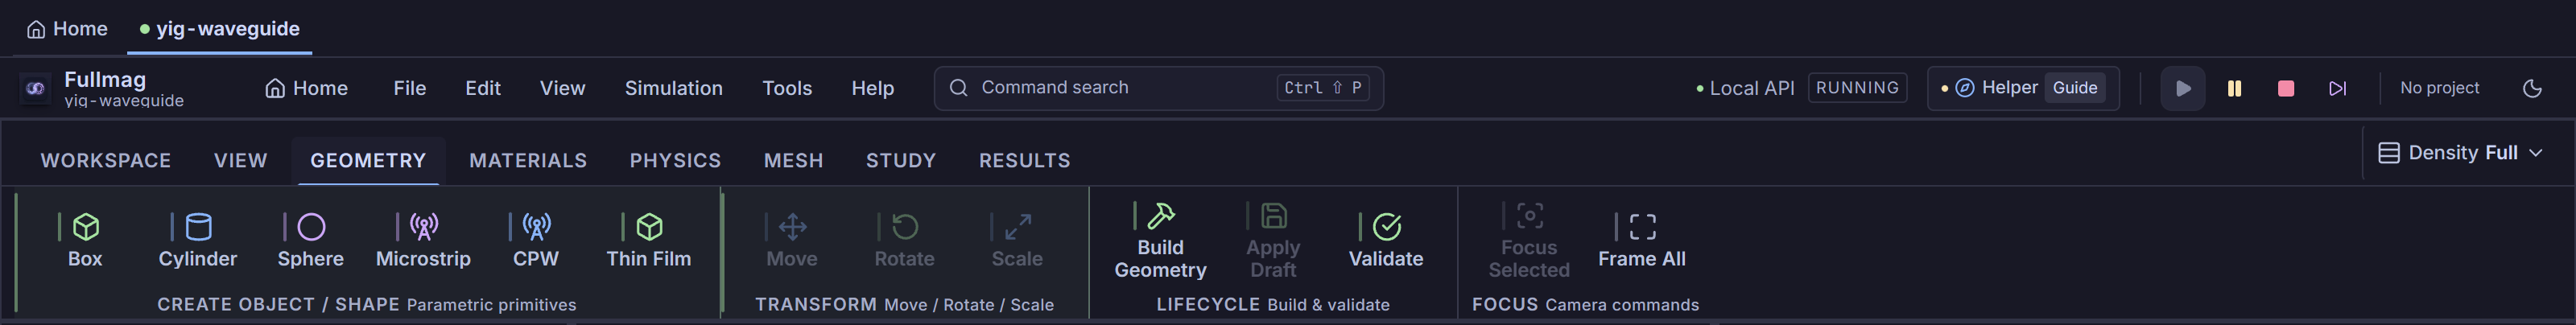 Home yig-waveguide
Fullmag
yig-waveguide
Home File Edit View Simulation Tools Help
Command search Ctrl ⇧ P
Local API RUNNING Helper Guide No project
WORKSPACE VIEW GEOMETRY MATERIALS PHYSICS MESH STUDY RESULTS
Density Full
Box Cylinder Sphere Microstrip CPW Thin Film
CREATE OBJECT / SHAPE Parametric primitives
Move Rotate Scale
TRANSFORM Move / Rotate / Scale
Build Geometry Apply Draft Validate
LIFECYCLE Build & validate
Focus Selected Frame All
FOCUS Camera commands